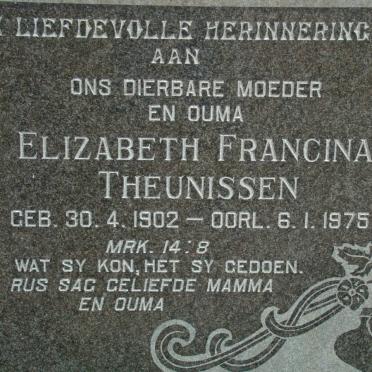 LIEFDEVOLLE HERINNERING
AAN
ONS DIERBARE MOEDER
EN OUMA
ELIZABETH FRANCINA
THEUNISSEN
GEB. 30. 4. 1902 — OORL. 6. 1. 1975
MRK. 14:8
WAT SY KON, HET SY GEDOEN.
RUS SAG GELIEFDE MAMMA
EN OUMA